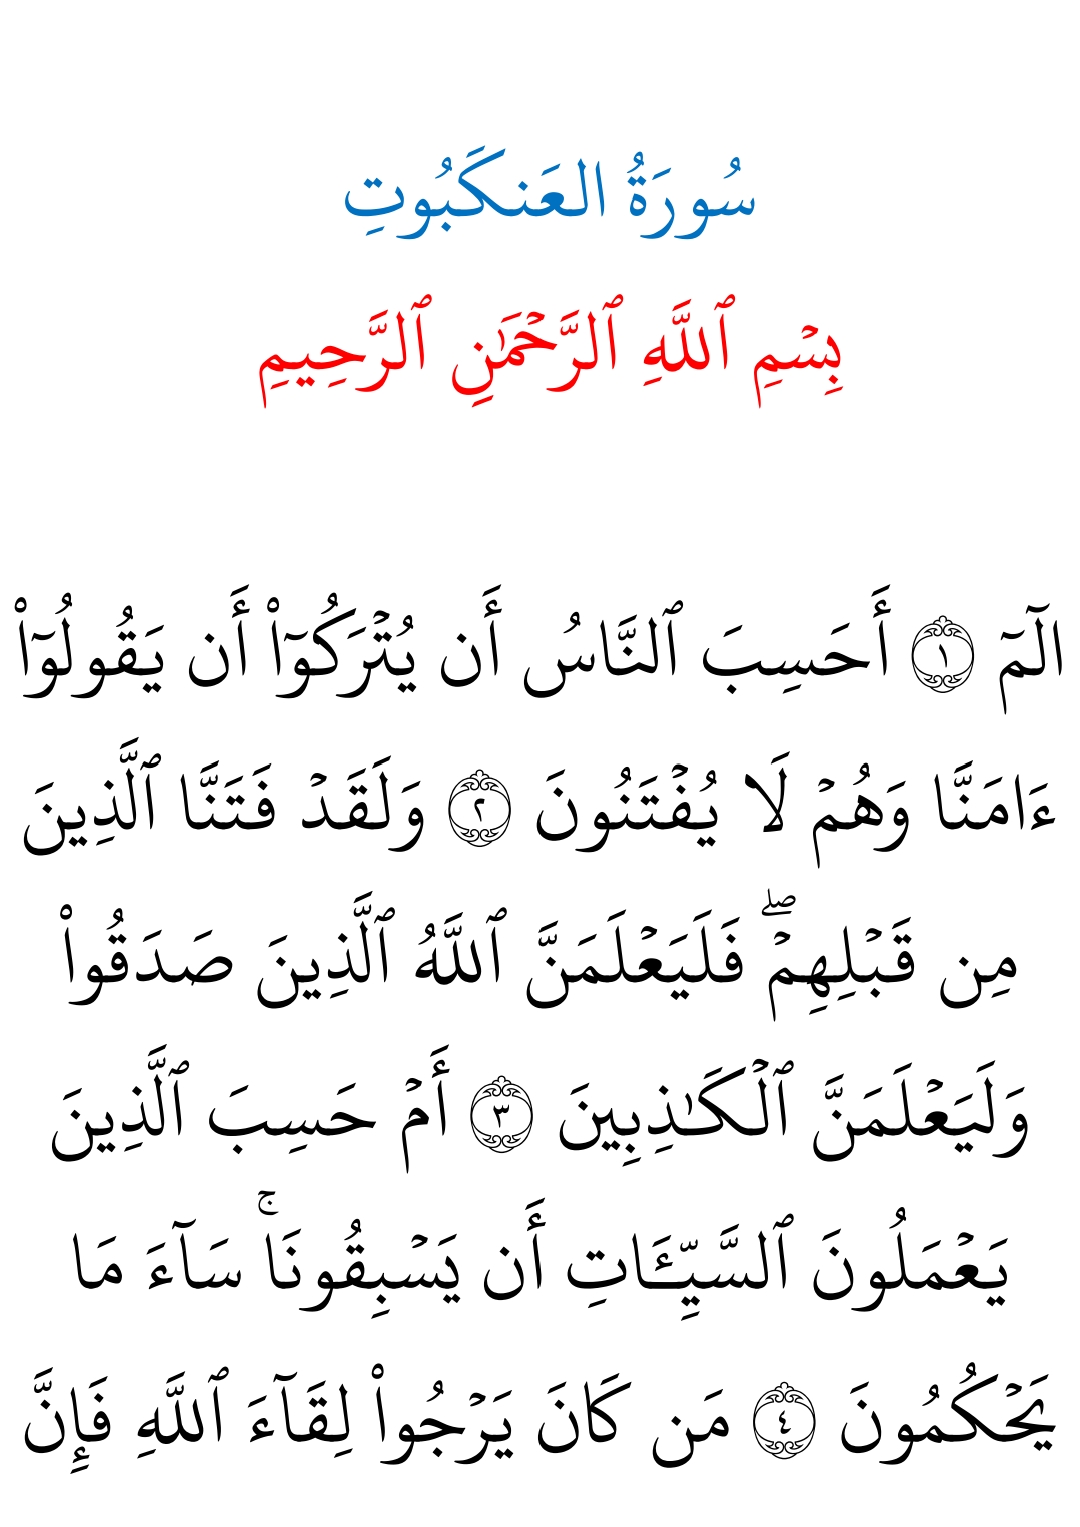 سُورَةُ العَنكَبُوتِ
بِسۡمِ ٱللَّهِ ٱلرَّحۡمَٰنِ ٱلرَّحِيمِ
الٓمٓ ١ أَحَسِبَ ٱلنَّاسُ أَن يُتۡرَكُوٓاْ أَن يَقُولُوٓاْ
ءَامَنَّا وَهُمۡ لَا يُفۡتَنُونَ ٢ وَلَقَدۡ فَتَنَّا ٱلَّذِينَ
مِن قَبۡلِهِمۡۖ فَلَيَعۡلَمَنَّ ٱللَّهُ ٱلَّذِينَ صَدَقُواْ
وَلَيَعۡلَمَنَّ ٱلۡكَٰذِبِينَ ٣ أَمۡ حَسِبَ ٱلَّذِينَ
يَعۡمَلُونَ ٱلسَّيِّـَٔاتِ أَن يَسۡبِقُونَاۚ سَآءَ مَا
يَحۡكُمُونَ ٤ مَن كَانَ يَرۡجُواْ لِقَآءَ ٱللَّهِ فَإِنَّ